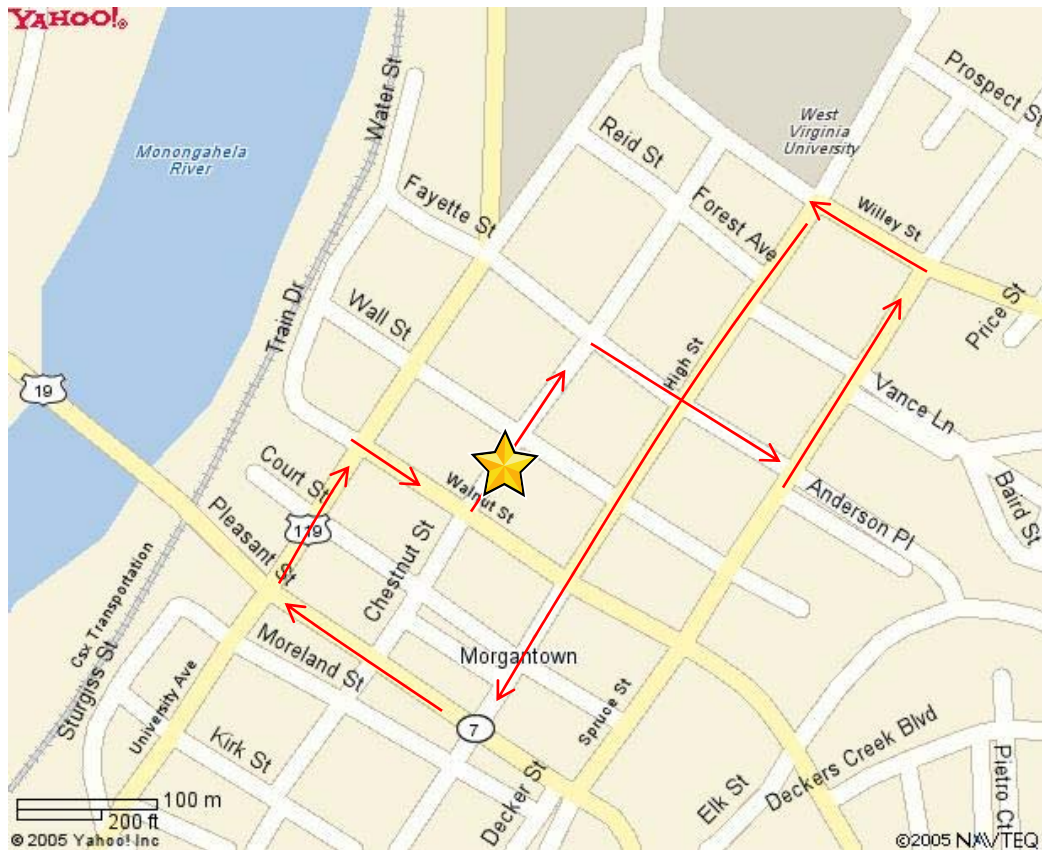 YAHOO!®
Prospect St
Water St
West
Virginia
University
Reid St
Monongahela
River
Fayette St
Forest Ave
Willey St
Train Dr
Wall St
Price St
High St
19
Vance Ln
Court St
Walnut St
Baird St
Anderson Pl
119
Pleasant St
Chestnut St
Csx Transportation
Sturgiss St
Moreland St
Morgantown
University Ave
Spruce St
7
Kirk St
Decker St
Elk St
Deckers Creek Blvd
Pietro Ct
100 m
200 ft
© 2005 Yahoo! Inc
©2005 NAVTEQ